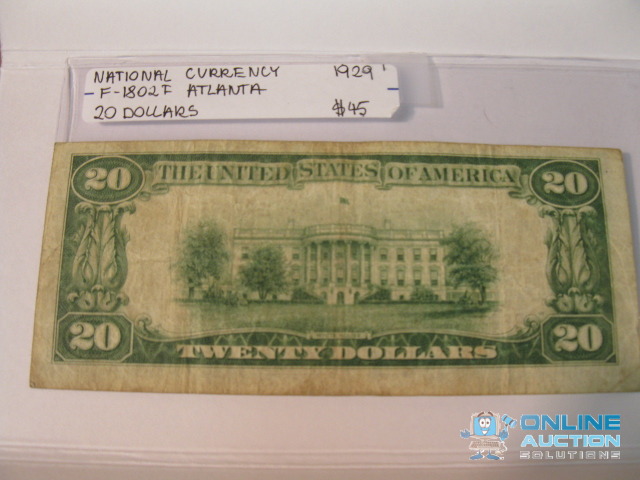 NATIONAL CURRENCY 1929
F-1802F ATLANTA
20 DOLLARS $45
20 THE UNITED STATES OF AMERICA 20
20 TWENTY DOLLARS 20
ONLINE
AUCTION
SOLUTIONS